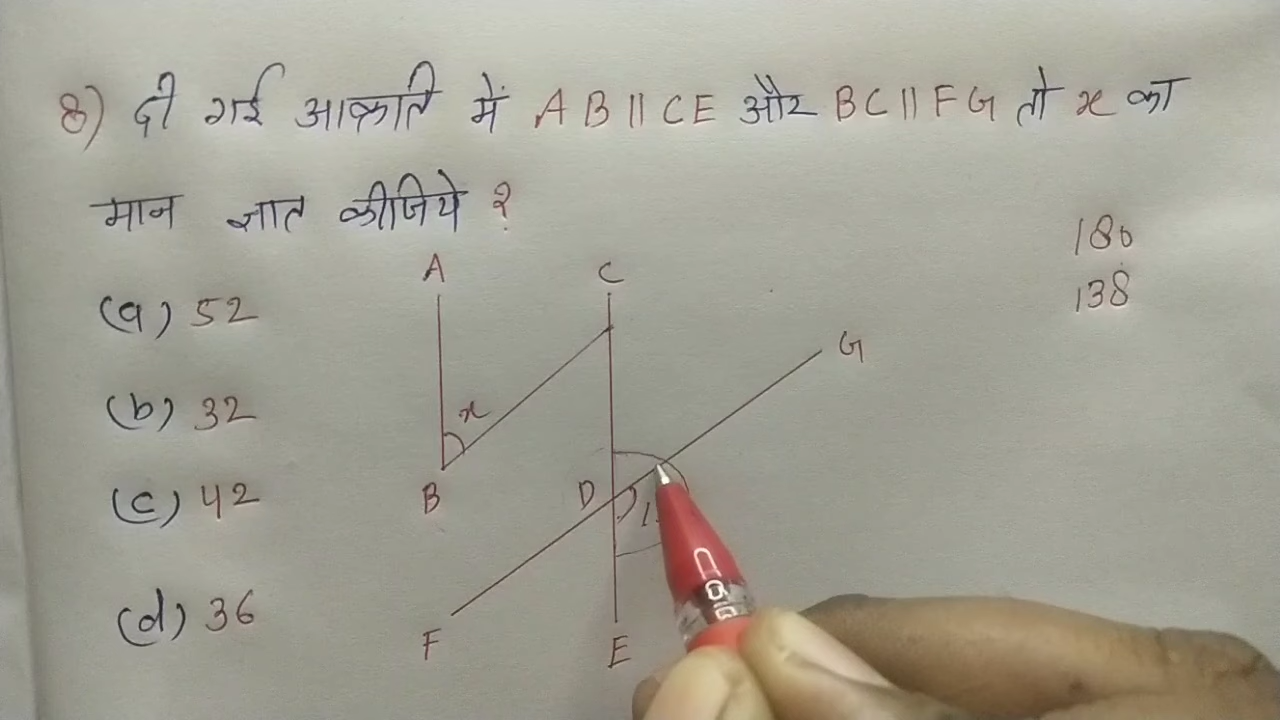 8) दी गई आकृति में AB||CE और BC||FG तो x का
मान ज्ञात कीजिये ?
180
138
(a) 52
(b) 32
(c) 42
(d) 36
A
C
G
x
B
D
F
E